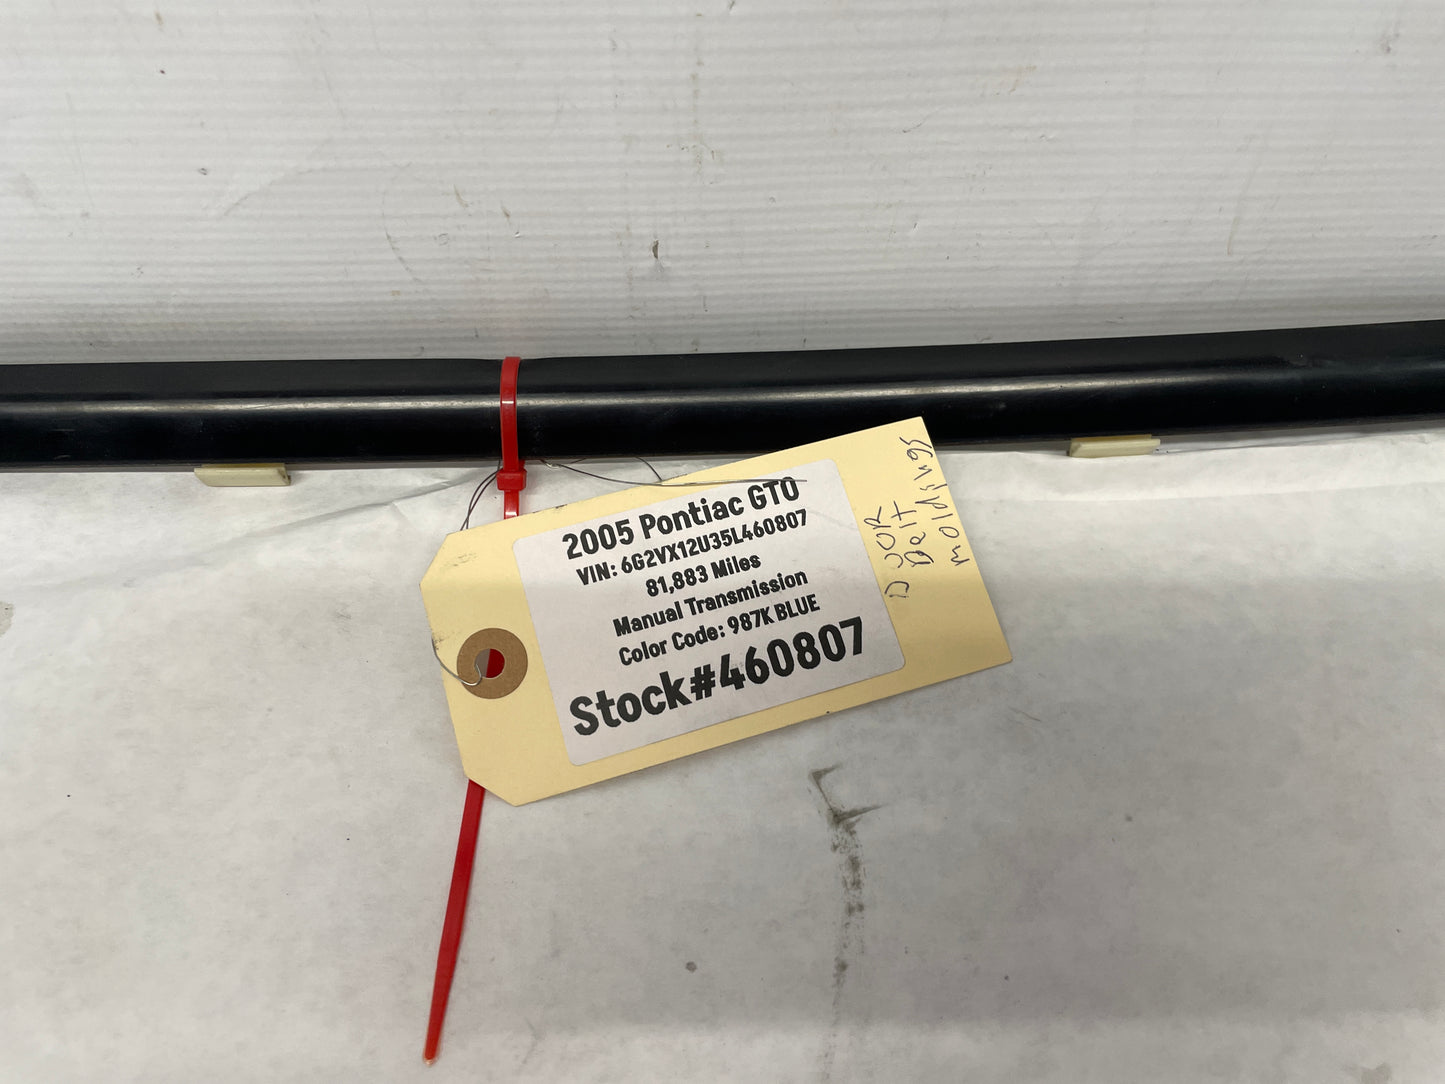 2005 Pontiac GTO
VIN: 6G2VX12U35L460807
81,883 Miles
Manual Transmission
Color Code: 987K BLUE
Stock#460807
DOOR
Belt
moldings